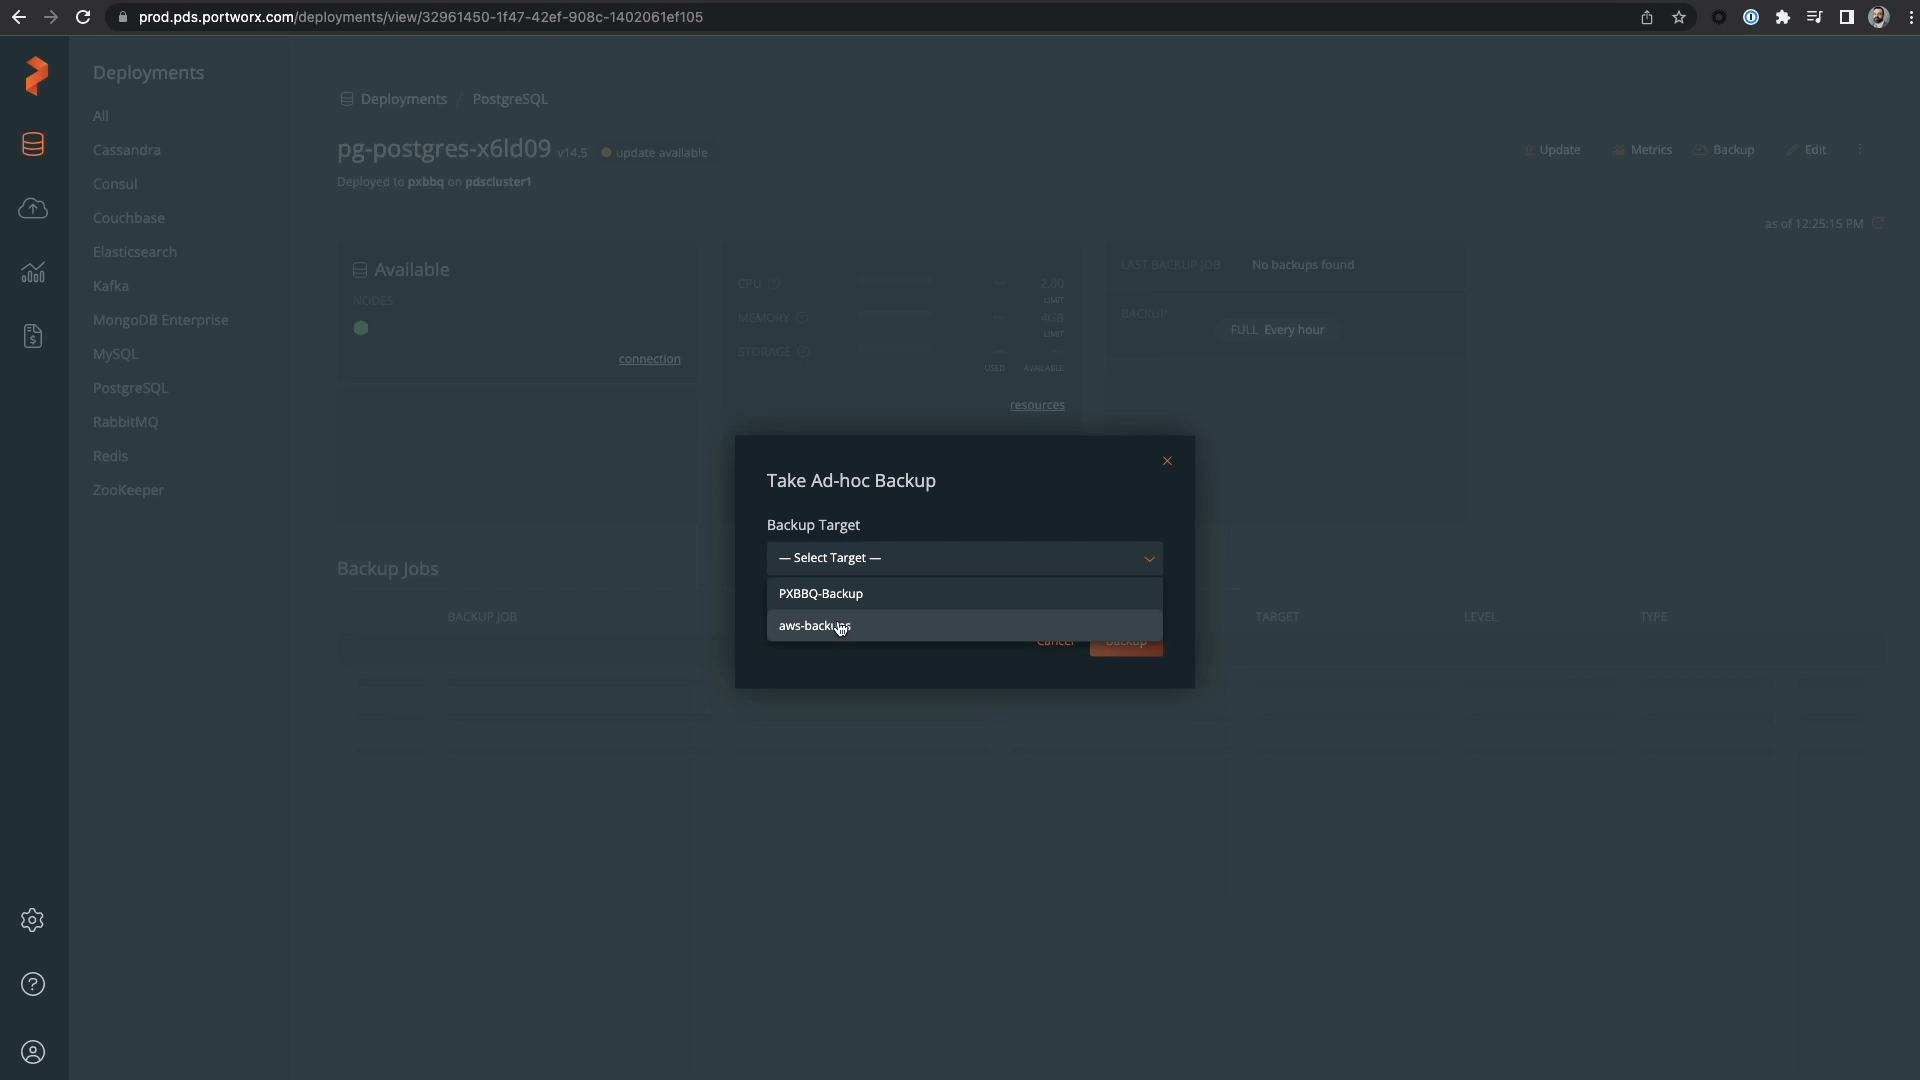 prod.pds.portworx.com/deployments/view/32961450-1f47-42ef-908c-1402061ef105
Deployments
All
Cassandra
Consul
Couchbase
Elasticsearch
Kafka
MongoDB Enterprise
MySQL
PostgreSQL
RabbitMQ
Redis
ZooKeeper
Deployments / PostgreSQL
pg-postgres-x6ld09 v14.5 update available
Deployed to pxbbq on pdscluster1
Update Metrics Backup Edit
as of 12:25:15 PM
Available
NODES
connection
CPU 2.00
LIMIT
MEMORY 4GB
LIMIT
STORAGE
USED AVAILABLE
resources
LAST BACKUP JOB No backups found
BACKUP
FULL Every hour
Take Ad-hoc Backup
Backup Target
— Select Target —
PXBBQ-Backup
aws-backups
Cancel Backup
Backup Jobs
BACKUP JOB TARGET LEVEL TYPE